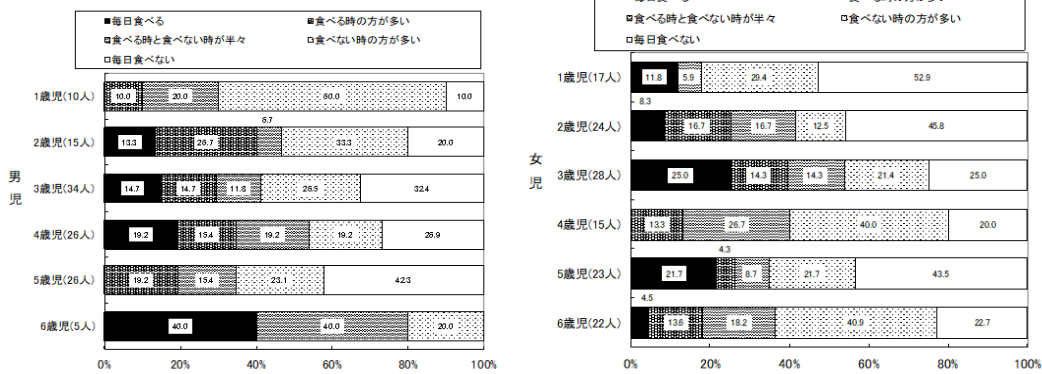 ■毎日食べる
▩食べる時の方が多い
▩食べる時と食べない時が半々
□食べない時の方が多い
□毎日食べない
男児
1歳児(10人) 10.0 20.0 60.0 10.0
6.7
2歳児(15人) 13.3 26.7 33.3 20.0
3歳児(34人) 14.7 14.7 11.8 26.5 32.4
4歳児(26人) 19.2 15.4 19.2 19.2 26.9
5歳児(26人) 19.2 15.4 23.1 42.3
6歳児(5人) 40.0 40.0 20.0
0% 20% 40% 60% 80% 100%
▩食べる時と食べない時が半々
□食べない時の方が多い
□毎日食べない
女児
1歳児(17人) 11.8 5.9 29.4 52.9
8.3
2歳児(24人) 16.7 16.7 12.5 45.8
3歳児(28人) 25.0 14.3 14.3 21.4 25.0
4歳児(15人) 13.3 26.7 40.0 20.0
4.3
5歳児(23人) 21.7 8.7 21.7 43.5
4.5
6歳児(22人) 13.6 18.2 40.9 22.7
0% 20% 40% 60% 80% 100%